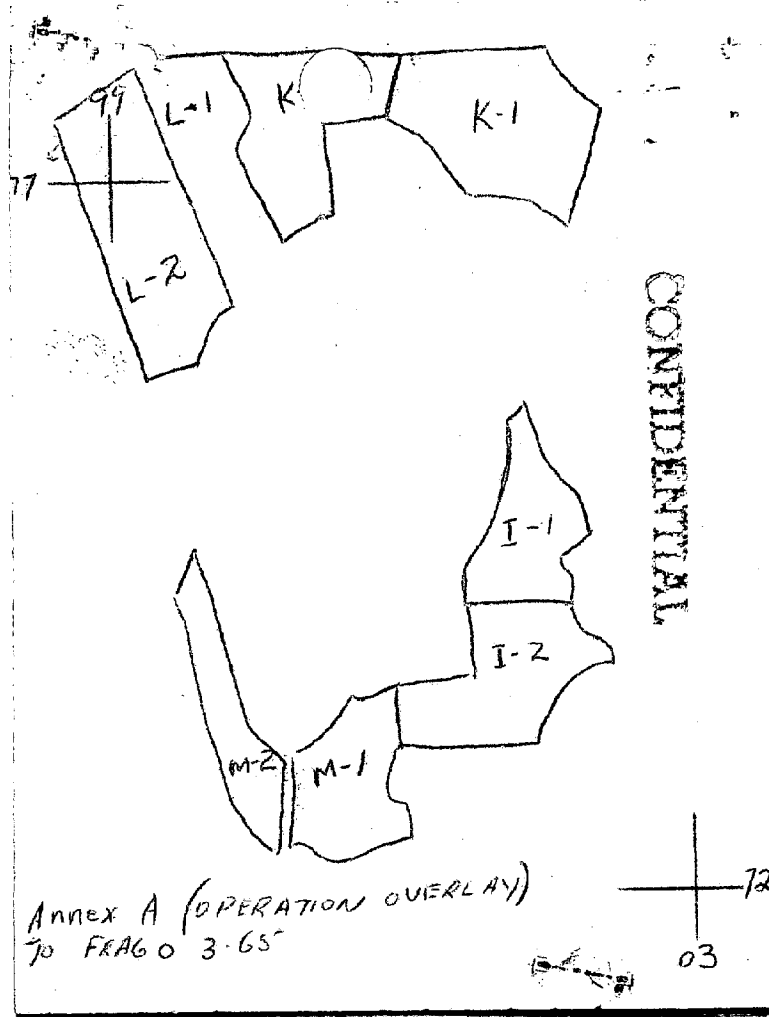 99
L-1
K
K-1
77
L-2
CONFIDENTIAL
I-1
I-2
M-2
M-1
72
03
Annex A (OPERATION OVERLAY)
TO FRAGO 3-65